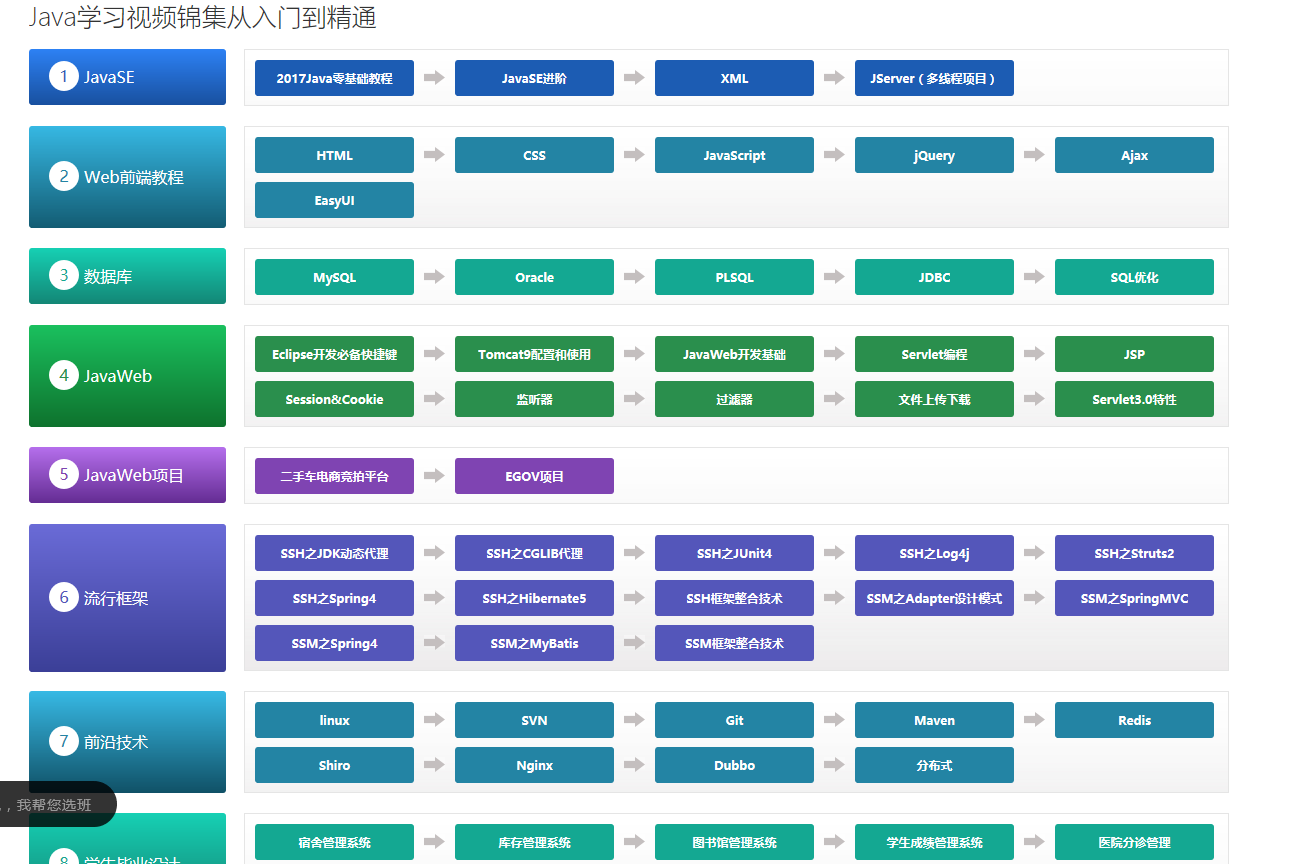 Java学习视频锦集从入门到精通
1 JavaSE
2017Java零基础教程
JavaSE进阶
XML
JServer（多线程项目）
2 Web前端教程
HTML
CSS
JavaScript
jQuery
Ajax
EasyUI
3 数据库
MySQL
Oracle
PLSQL
JDBC
SQL优化
4 JavaWeb
Eclipse开发必备快捷键
Tomcat9配置和使用
JavaWeb开发基础
Servlet编程
JSP
Session&Cookie
监听器
过滤器
文件上传下载
Servlet3.0特性
5 JavaWeb项目
二手车电商竞拍平台
EGOV项目
6 流行框架
SSH之JDK动态代理
SSH之CGLIB代理
SSH之JUnit4
SSH之Log4j
SSH之Struts2
SSH之Spring4
SSH之Hibernate5
SSH框架整合技术
SSM之Adapter设计模式
SSM之SpringMVC
SSM之Spring4
SSM之MyBatis
SSM框架整合技术
7 前沿技术
linux
SVN
Git
Maven
Redis
Shiro
Nginx
Dubbo
分布式
，我帮您选班
8 学生毕业设计
宿舍管理系统
库存管理系统
图书馆管理系统
学生成绩管理系统
医院分诊管理